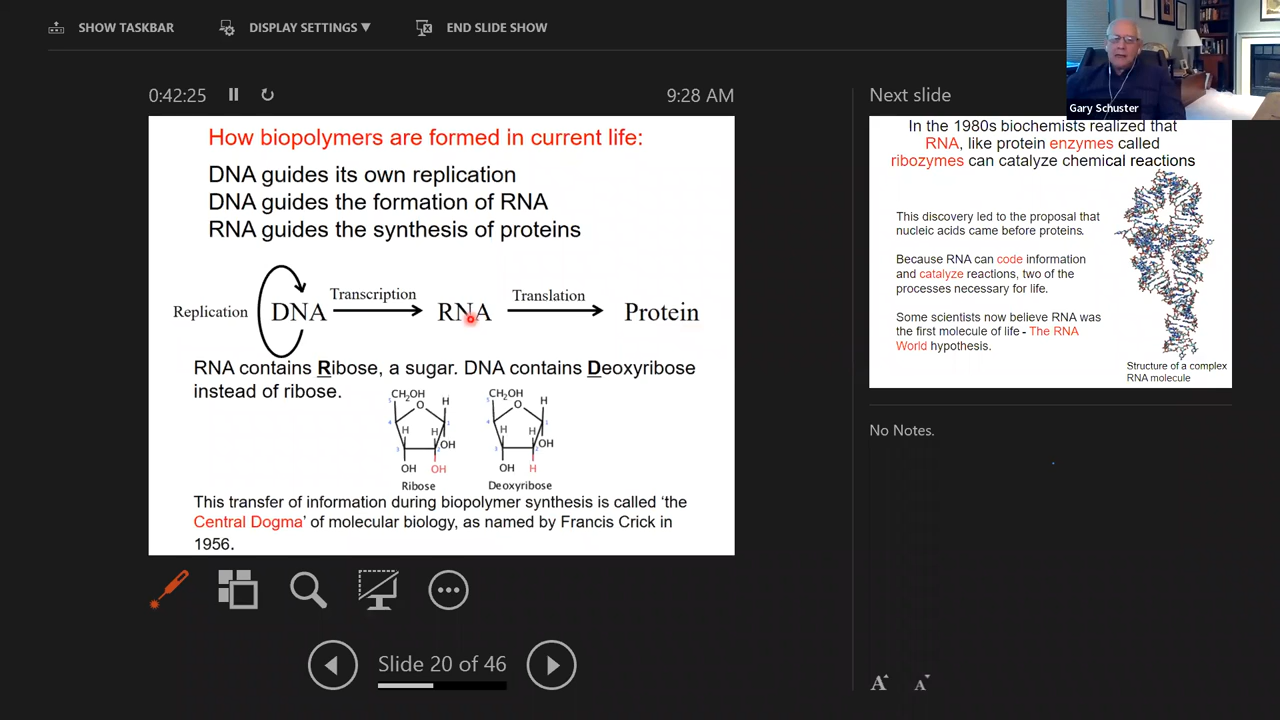 SHOW TASKBAR
DISPLAY SETTINGS ▼
END SLIDE SHOW
Gary Schuster
0:42:25
9:28 AM
How biopolymers are formed in current life:
DNA guides its own replication
DNA guides the formation of RNA
RNA guides the synthesis of proteins
Replication
DNA
Transcription
RNA
Translation
Protein
RNA contains Ribose, a sugar. DNA contains Deoxyribose
instead of ribose.
CH2OH
O
H
H
H
OH
OH
OH
Ribose
CH2OH
O
H
H
H
OH
OH
H
Deoxyribose
This transfer of information during biopolymer synthesis is called ‘the
Central Dogma’ of molecular biology, as named by Francis Crick in
1956.
Slide 20 of 46
Next slide
In the 1980s biochemists realized that
RNA, like protein enzymes called
ribozymes can catalyze chemical reactions
This discovery led to the proposal that
nucleic acids came before proteins.
Because RNA can code information
and catalyze reactions, two of the
processes necessary for life.
Some scientists now believe RNA was
the first molecule of life - The RNA
World hypothesis.
Structure of a complex
RNA molecule
No Notes.
A A